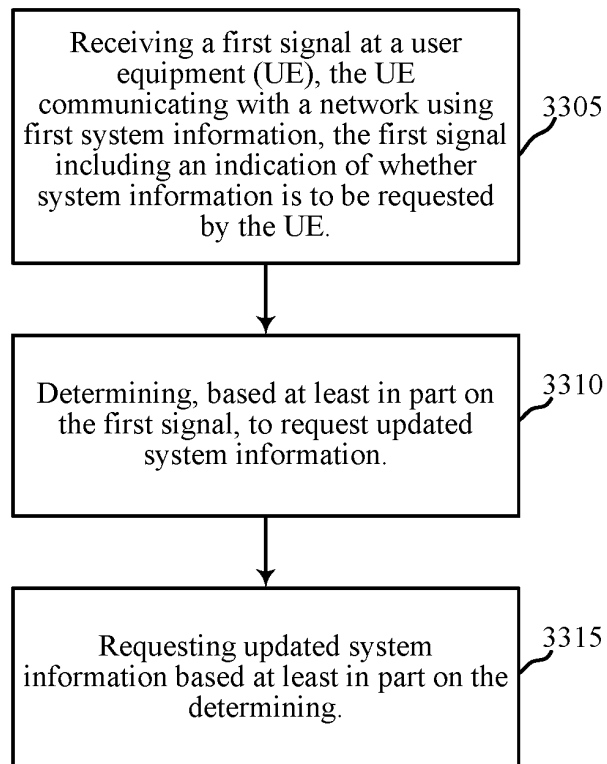 Receiving a first signal at a user
equipment (UE), the UE
communicating with a network using
first system information, the first signal
including an indication of whether
system information is to be requested
by the UE.
3305
Determining, based at least in part on
the first signal, to request updated
system information.
3310
Requesting updated system
information based at least in part on the
determining.
3315